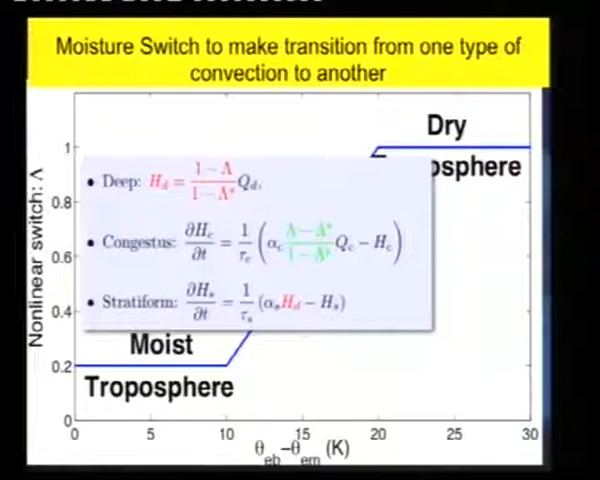 Moisture Switch to make transition from one type of
convection to another
Dry
osphere
• Deep: H_d = (1 − Λ)/(1 − Λ*) Q_d,
• Congestus: ∂H_c/∂t = 1/τ_c (α_c (Λ − Λ*)/(1 − Λ*) Q_c − H_c)
• Stratiform: ∂H_s/∂t = 1/τ_s (α_s H_d − H_s)
Moist
Troposphere
Nonlinear switch: Λ
1
0.8
0.6
0.4
0.2
0
0 5 10 15 20 25 30
θ_eb−θ_em (K)